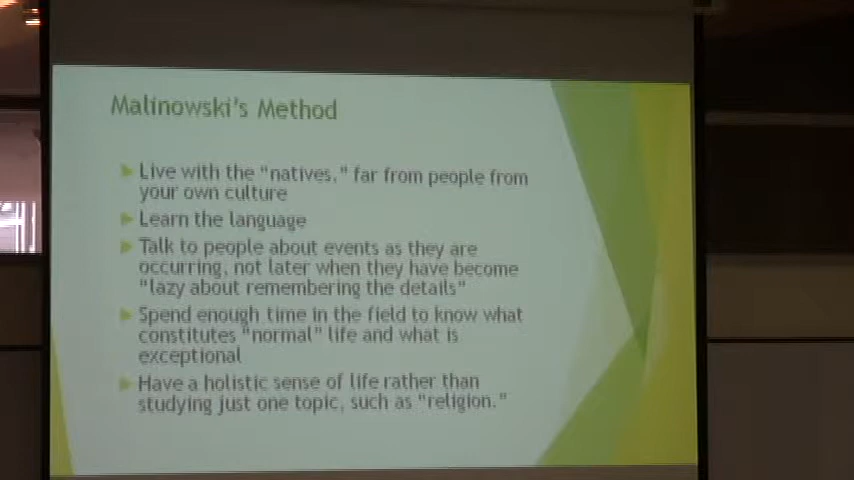 Malinowski's Method
Live with the "natives," far from people from
your own culture
Learn the language
Talk to people about events as they are
occurring, not later when they have become
"lazy about remembering the details"
Spend enough time in the field to know what
constitutes "normal" life and what is
exceptional
Have a holistic sense of life rather than
studying just one topic, such as "religion."